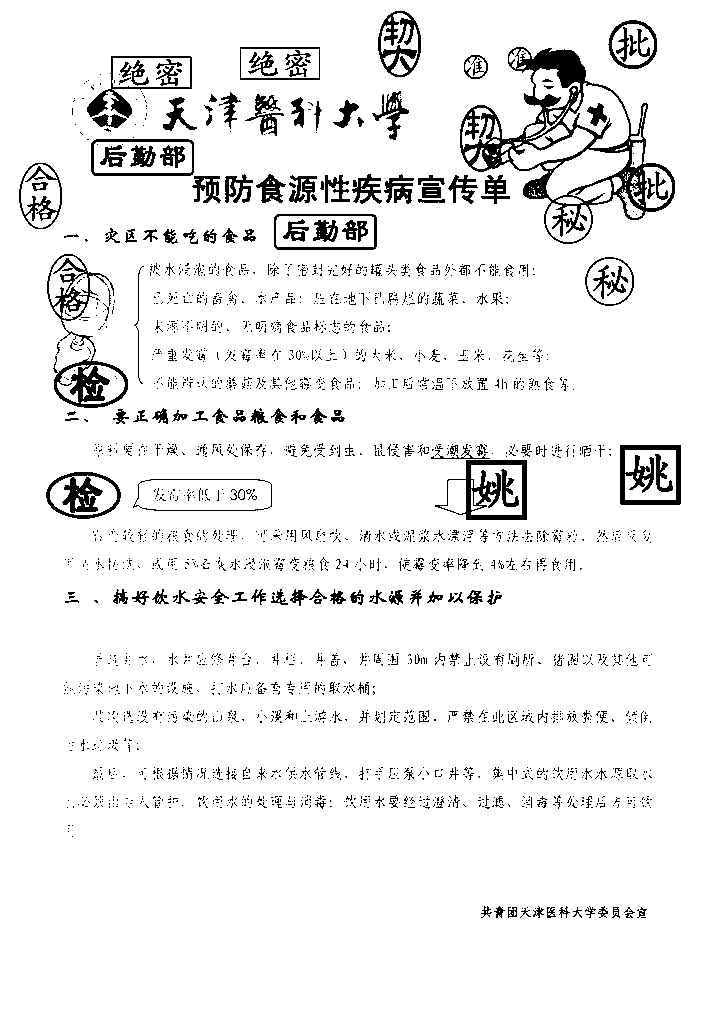 绝密
绝密
契
准
准
批
天津醫科大學
契
后勤部
合格
预防食源性疾病宣传单
批
秘
一、灾区不能吃的食品
后勤部
合格
被水浸泡的食品，除了密封完好的罐头类食品外都不能食用；
已死亡的畜禽、水产品；压在地下已腐烂的蔬菜、水果；
来源不明的、无明确食品标志的食品；
严重发霉（发霉率在30%以上）的大米、小麦、玉米、花生等；
不能辨认的蘑菇及其他霉变食品；加工后常温下放置4h的熟食等。
秘
检
二、 要正确加工食品粮食和食品
原料要在干燥、通风处保存，避免受到虫、鼠侵害和受潮发霉，必要时进行晒干；
检
发霉率低于30%
姚
姚
的粮食的处理，可采用风扇吹、清水或泥浆水漂浮等方法去除霉粒，然后反复
用清水 ，或用5%石灰水浸泡霉变粮食24小时，使霉变率降到4%左右再食用。
三 、搞好饮水安全工作选择合格的水源并加以保护
水，水井应修井台、井栏、井盖，井周围30m内禁止设有厕所、猪圈以及其他可
能污染地下水的设施，打水应备有专用的取水桶；
其次选没有污染的山泉、小溪和上游水，并划定范围，严禁在此区域内排放粪便、倾倒
最后，可根据情况选接自来水供水管线，打手压泵小口井等，集中式的饮用水水源取水
专人管护，饮用水的处理与消毒：饮用水要经过澄清、过滤、消毒等处理后方可饮
用
共青团天津医科大学委员会宣